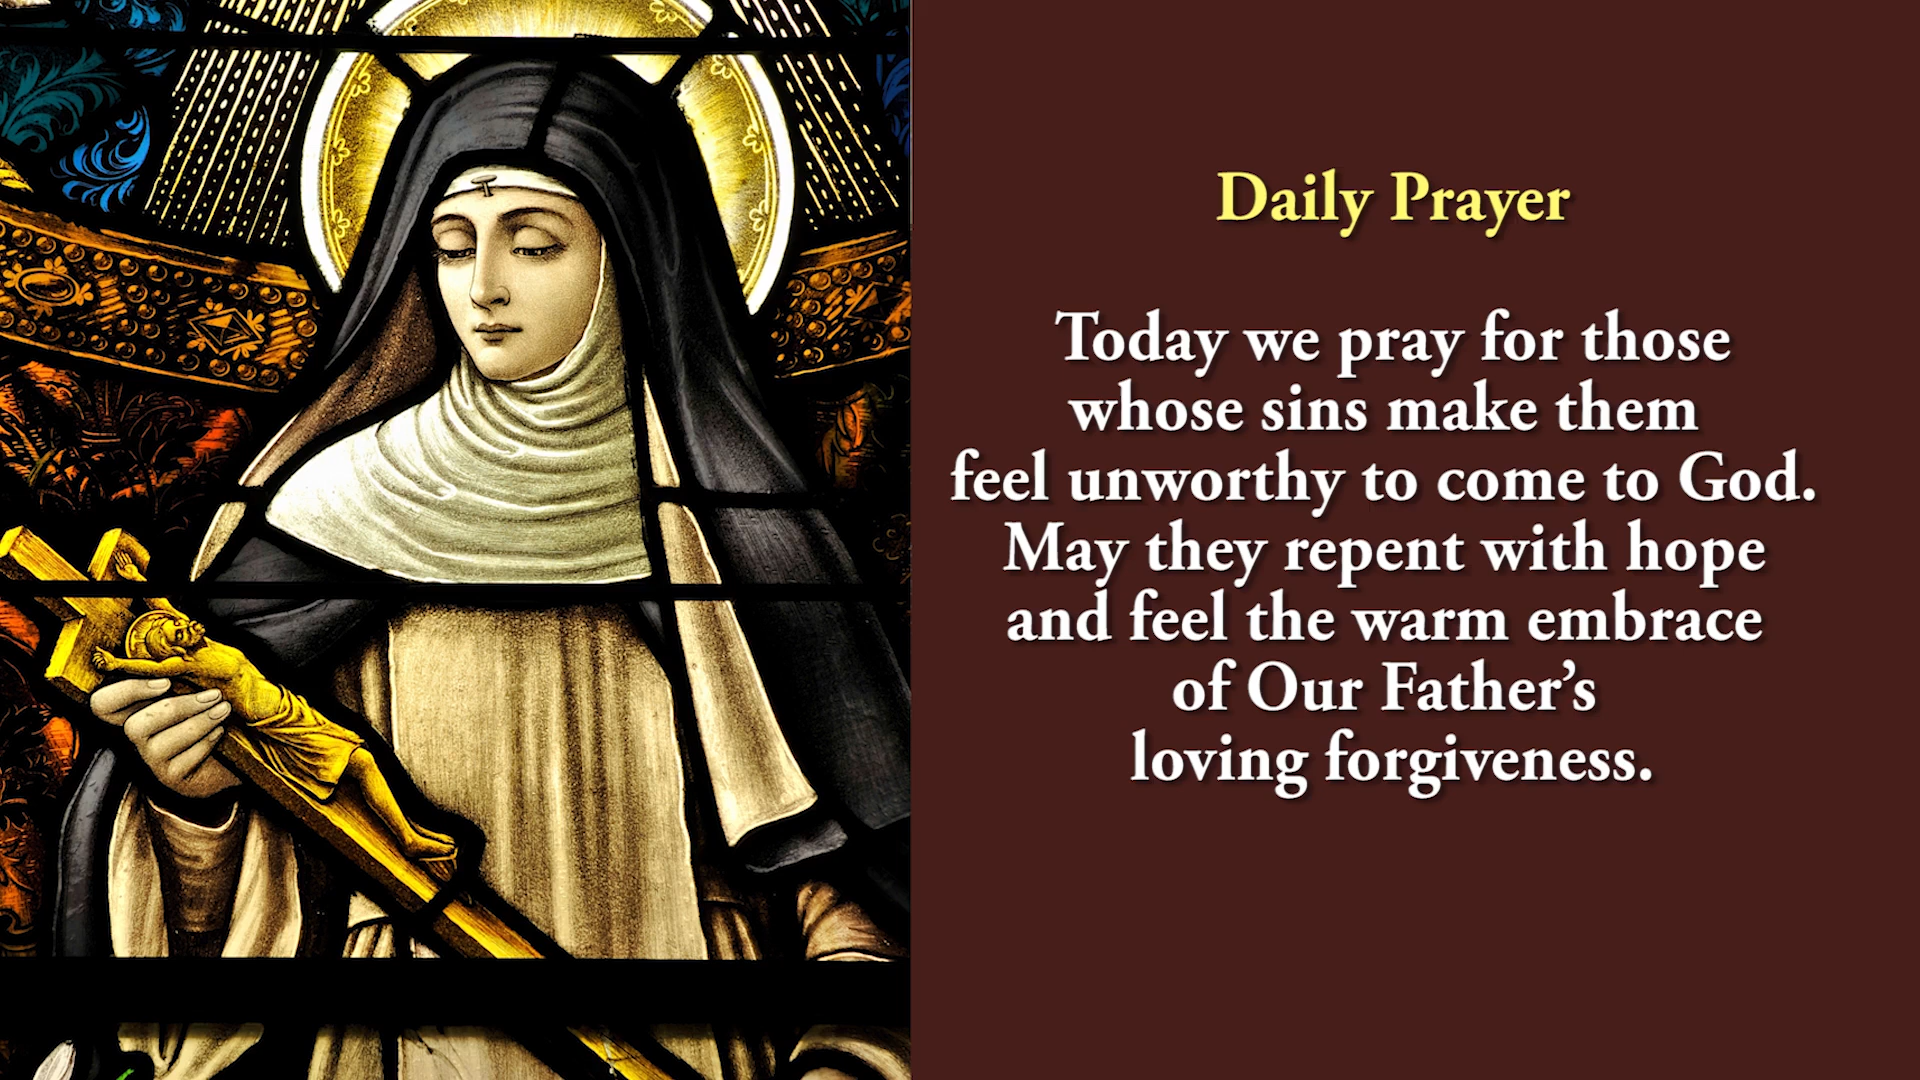 Daily Prayer
Today we pray for those
whose sins make them
feel unworthy to come to God.
May they repent with hope
and feel the warm embrace
of Our Father’s
loving forgiveness.